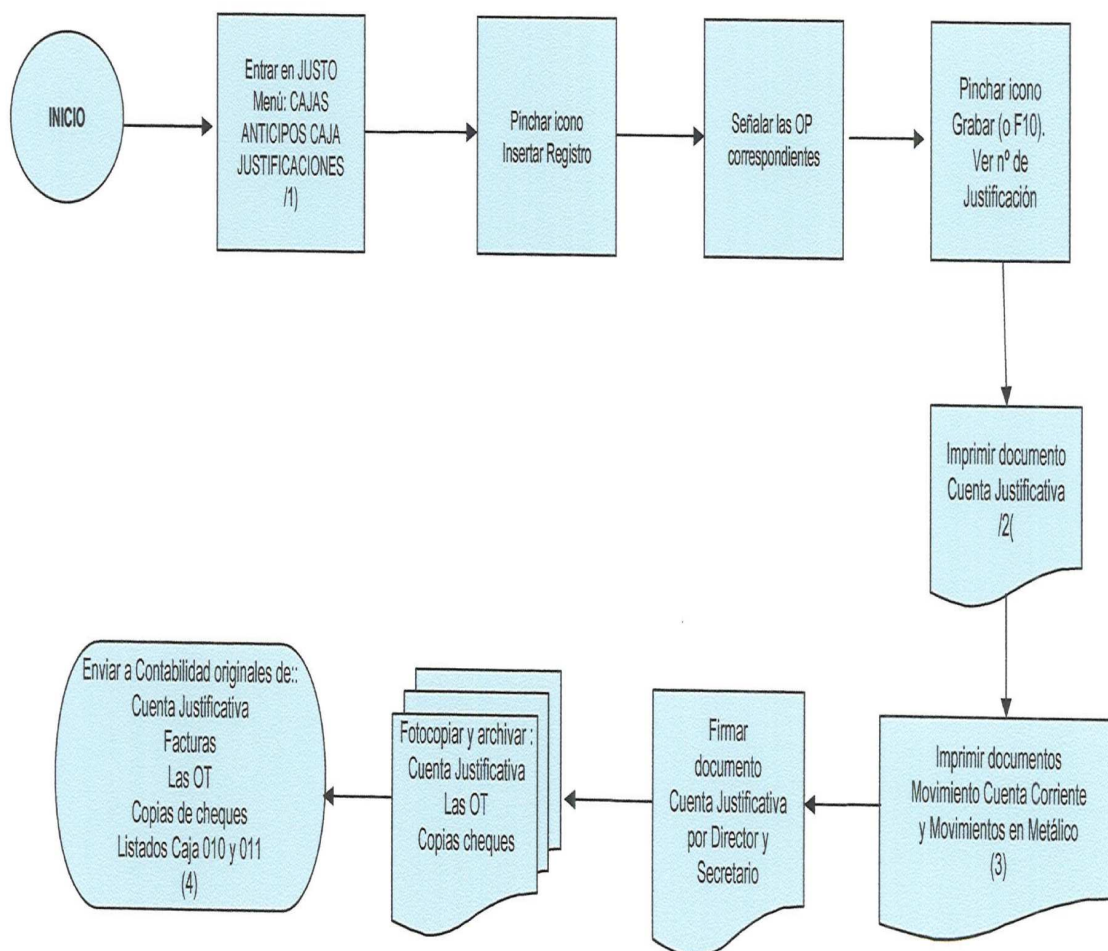 INICIO
Entrar en JUSTO
Menú: CAJAS
ANTICIPOS CAJA
JUSTIFICACIONES
/1)
Pinchar icono
Insertar Registro
Señalar las OP
correspondientes
Pinchar icono
Grabar (o F10).
Ver nº de
Justificación
Imprimir documento
Cuenta Justificativa
/2(
Imprimir documentos
Movimiento Cuenta Corriente
y Movimientos en Metálico
(3)
Firmar
documento
Cuenta Justificativa
por Director y
Secretario
Fotocopiar y archivar :
Cuenta Justificativa
Las OT
Copias cheques
Enviar a Contabilidad originales de::
Cuenta Justificativa
Facturas
Las OT
Copias de cheques
Listados Caja 010 y 011
(4)